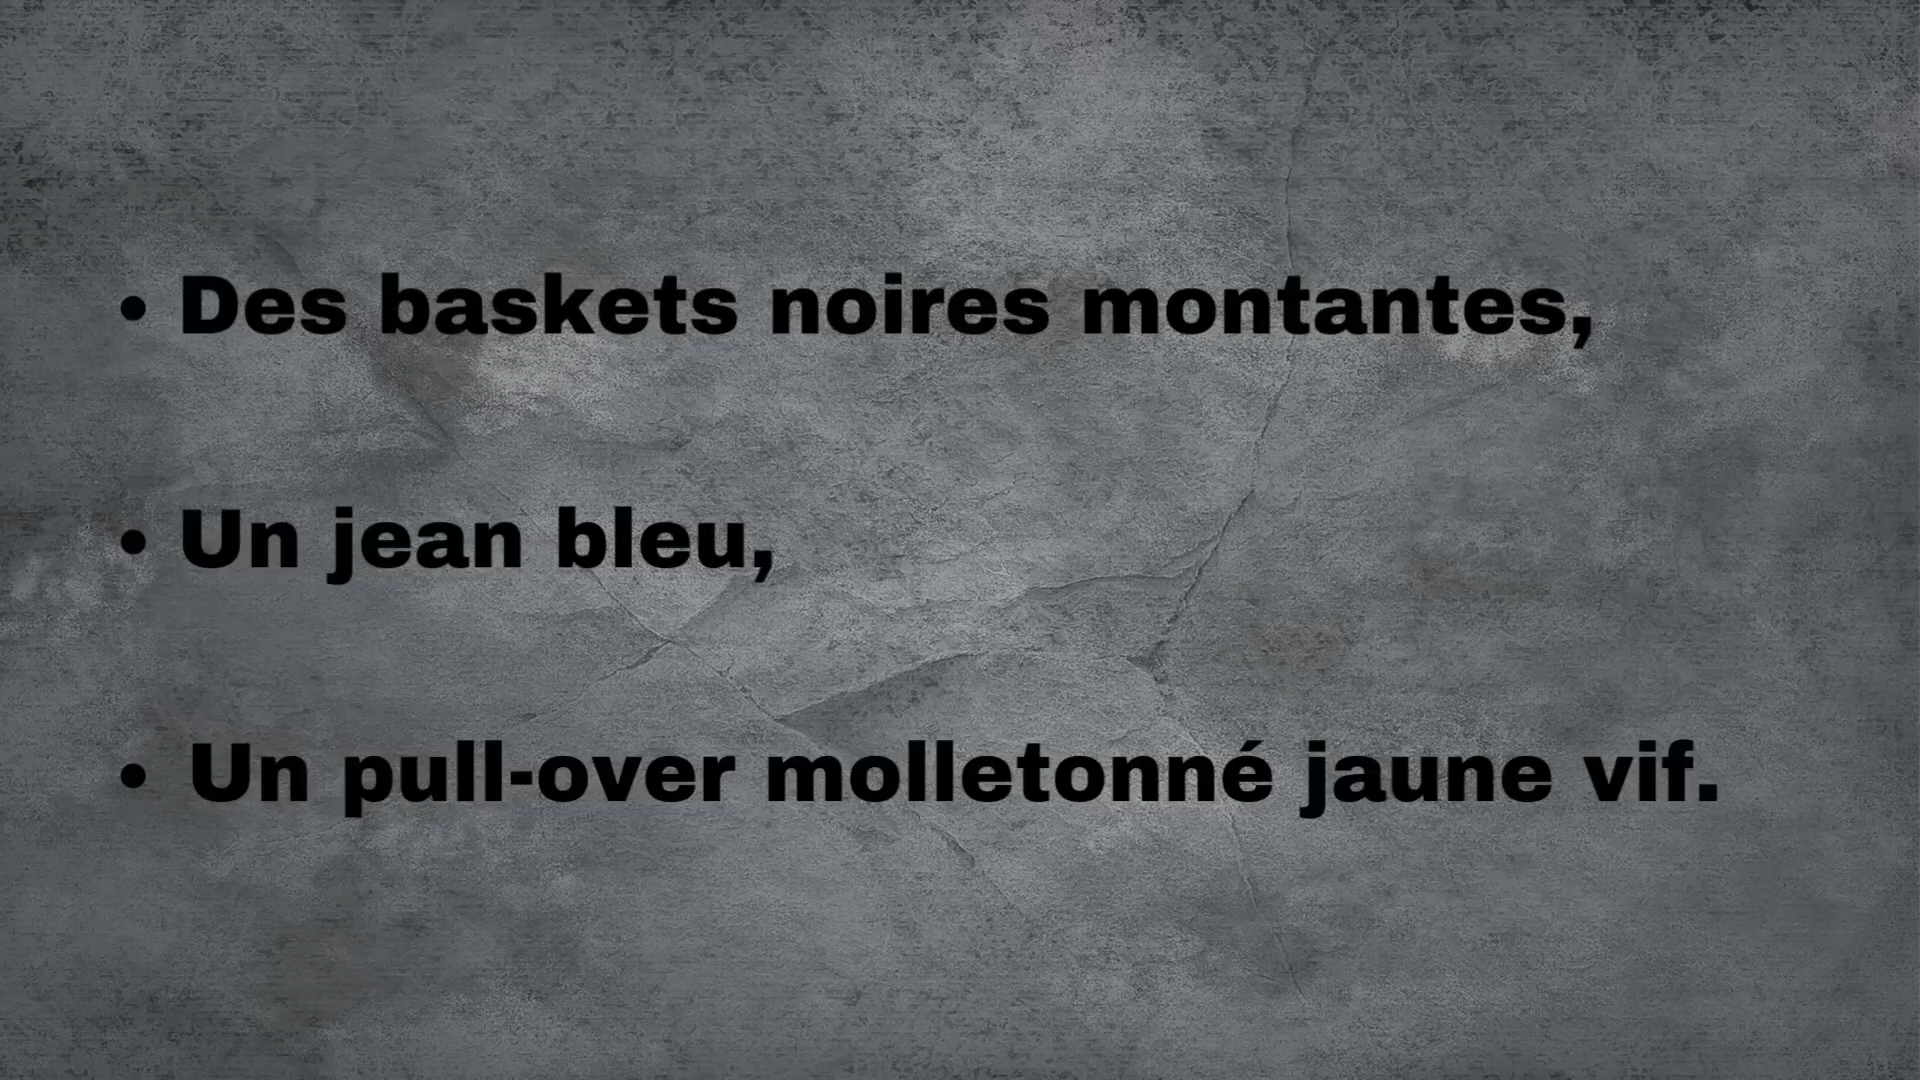 • Des baskets noires montantes,
• Un jean bleu,
• Un pull-over molletonné jaune vif.